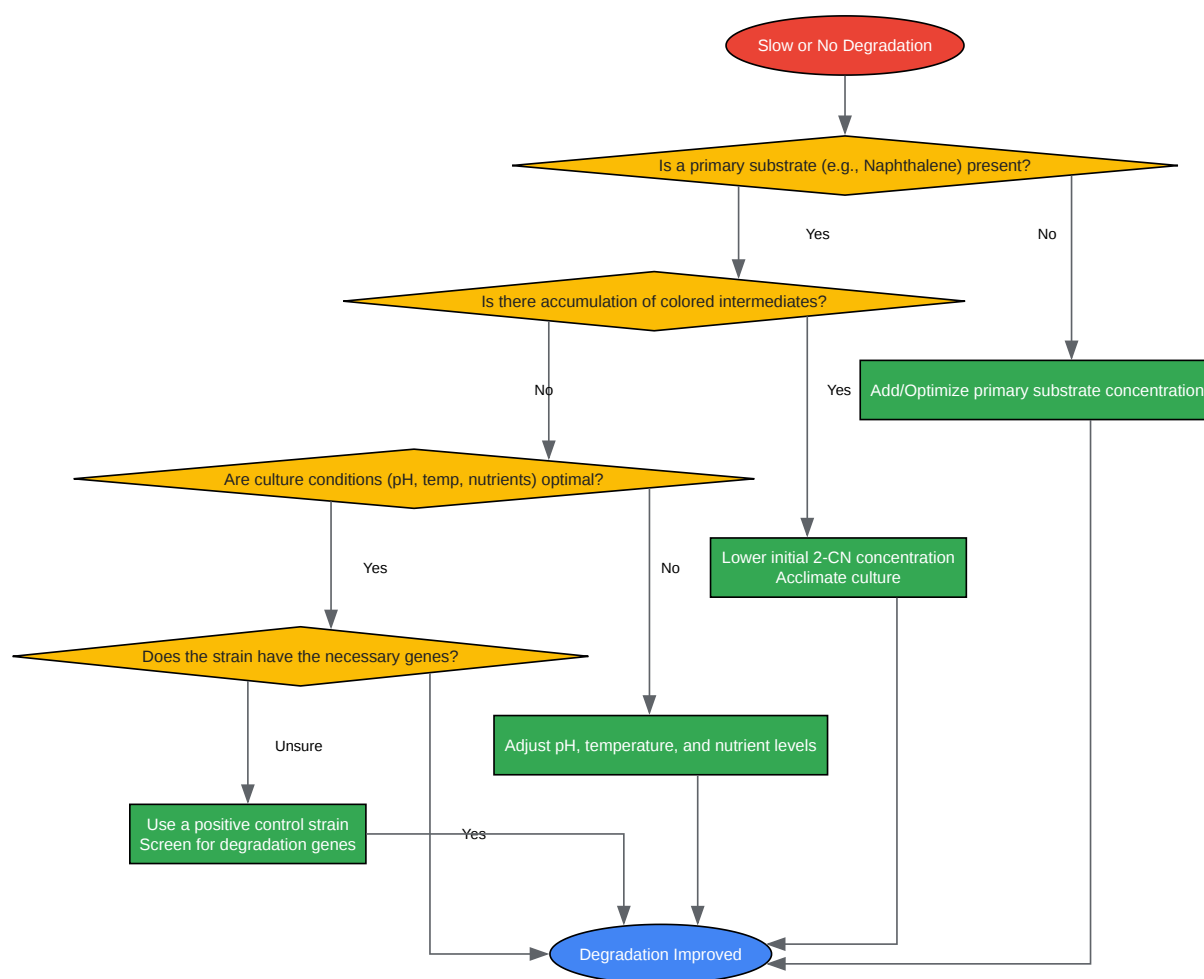 Slow or No Degradation
Is a primary substrate (e.g., Naphthalene) present?
Yes
No
Is there accumulation of colored intermediates?
No
Yes
Add/Optimize primary substrate concentration
Are culture conditions (pH, temp, nutrients) optimal?
Yes
No
Lower initial 2-CN concentration
Acclimate culture
Does the strain have the necessary genes?
Unsure
Adjust pH, temperature, and nutrient levels
Use a positive control strain
Screen for degradation genes
Yes
Degradation Improved